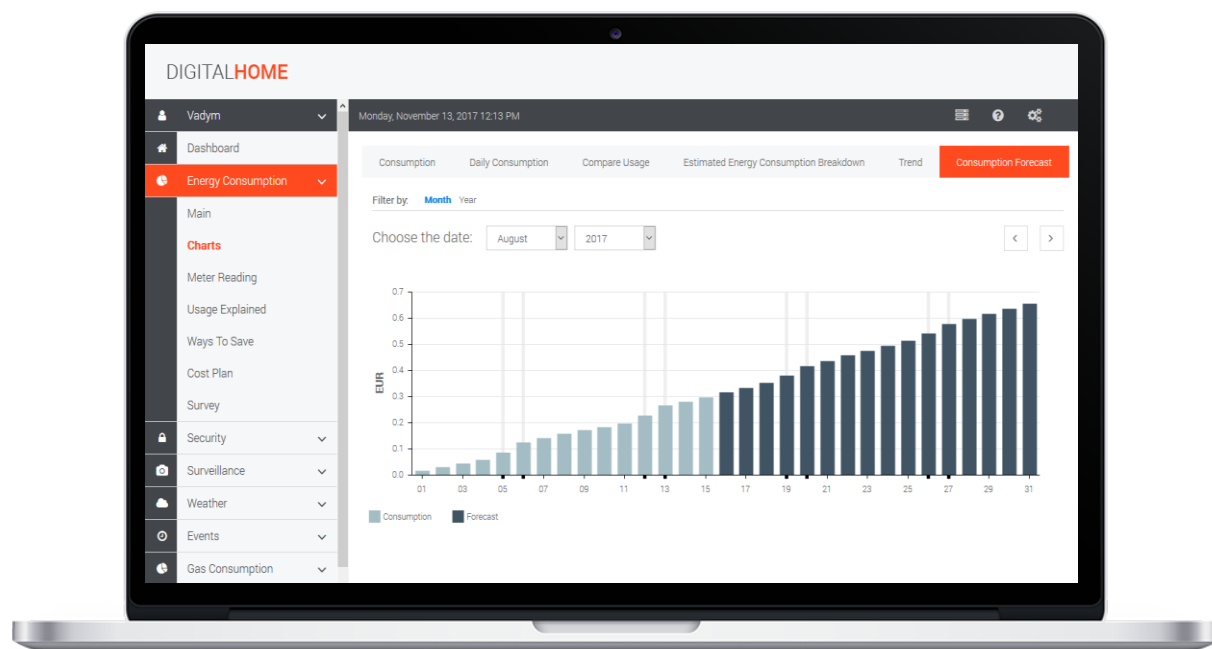 DIGITALHOME
Vadym
Monday, November 13, 2017 12:13 PM
Dashboard
Energy Consumption
Main
Charts
Meter Reading
Usage Explained
Ways To Save
Cost Plan
Survey
Security
Surveillance
Weather
Events
Gas Consumption
Consumption Daily Consumption Compare Usage Estimated Energy Consumption Breakdown Trend Consumption Forecast
Filter by: Month Year
Choose the date: August 2017
0.7
0.6
0.5
0.4
0.3
0.2
0.1
0.0
EUR
01 03 05 07 09 11 13 15 17 19 21 23 25 27 29 31
Consumption Forecast